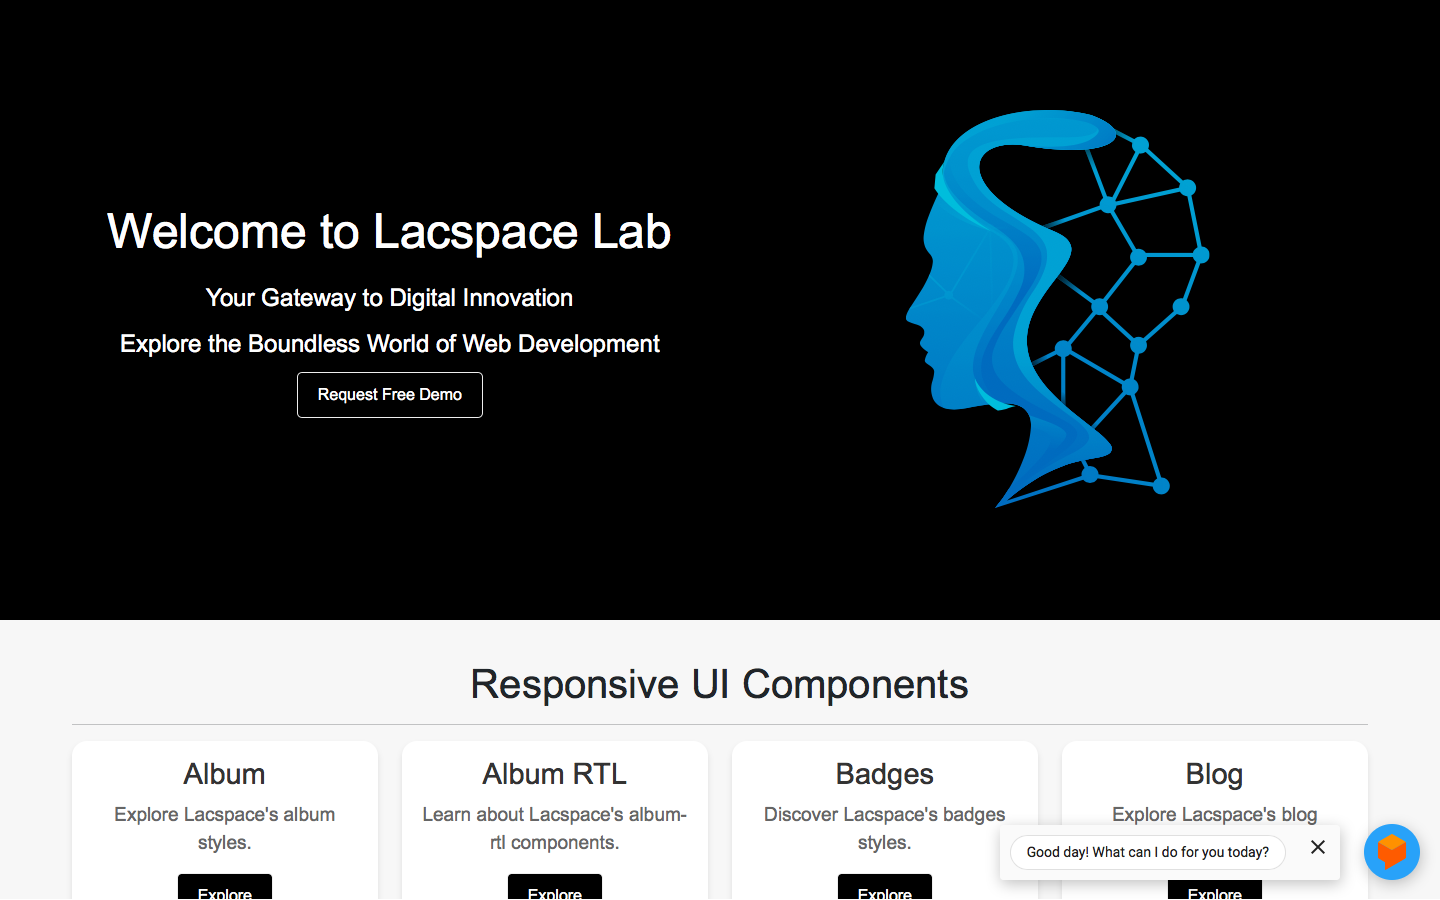 Welcome to Lacspace Lab
Your Gateway to Digital Innovation
Explore the Boundless World of Web Development
Request Free Demo
Responsive UI Components
Album
Explore Lacspace's album
styles.
Explore
Album RTL
Learn about Lacspace's album-
rtl components.
Explore
Badges
Discover Lacspace's badges
styles.
Explore
Blog
Explore Lacspace's blog
Explore
Good day! What can I do for you today?